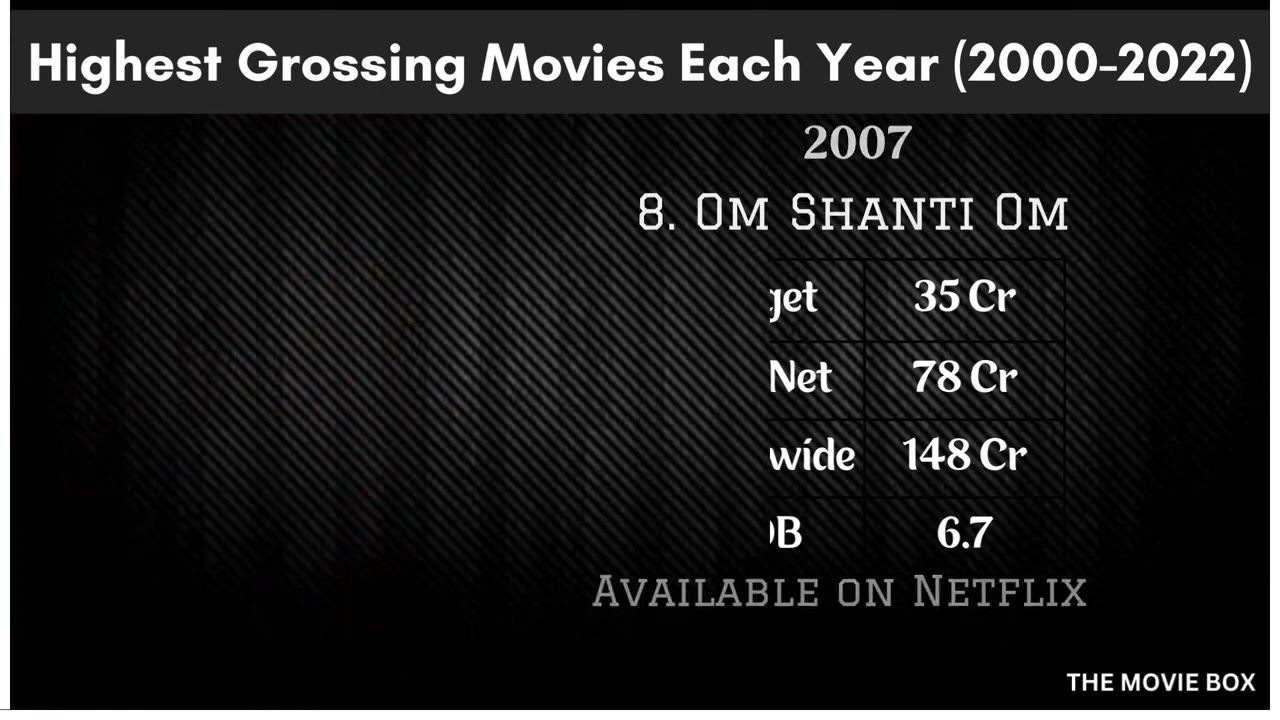 Highest Grossing Movies Each Year (2000-2022)
2007
8. Om Shanti Om
get 35 Cr
Net 78 Cr
wide 148 Cr
B 6.7
Available on Netflix
THE MOVIE BOX